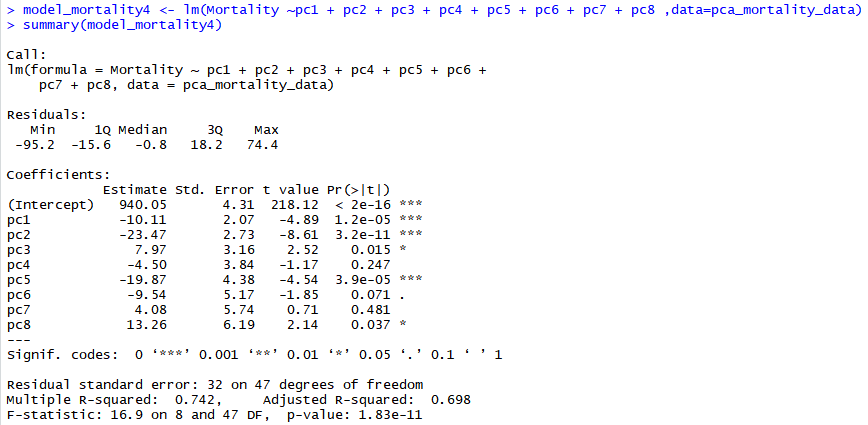 > model_mortality4 <- lm(Mortality ~pc1 + pc2 + pc3 + pc4 + pc5 + pc6 + pc7 + pc8 ,data=pca_mortality_data)
> summary(model_mortality4)

Call:
lm(formula = Mortality ~ pc1 + pc2 + pc3 + pc4 + pc5 + pc6 +
    pc7 + pc8, data = pca_mortality_data)

Residuals:
   Min     1Q Median     3Q    Max
 -95.2  -15.6   -0.8   18.2   74.4

Coefficients:
            Estimate Std. Error t value Pr(>|t|)
(Intercept)   940.05       4.31  218.12  < 2e-16 ***
pc1           -10.11       2.07   -4.89  1.2e-05 ***
pc2           -23.47       2.73   -8.61  3.2e-11 ***
pc3             7.97       3.16    2.52    0.015 *
pc4            -4.50       3.84   -1.17    0.247
pc5           -19.87       4.38   -4.54  3.9e-05 ***
pc6            -9.54       5.17   -1.85    0.071 .
pc7             4.08       5.74    0.71    0.481
pc8            13.26       6.19    2.14    0.037 *
---
Signif. codes:  0 ‘***’ 0.001 ‘**’ 0.01 ‘*’ 0.05 ‘.’ 0.1 ‘ ’ 1

Residual standard error: 32 on 47 degrees of freedom
Multiple R-squared:  0.742,     Adjusted R-squared:  0.698
F-statistic: 16.9 on 8 and 47 DF,  p-value: 1.83e-11